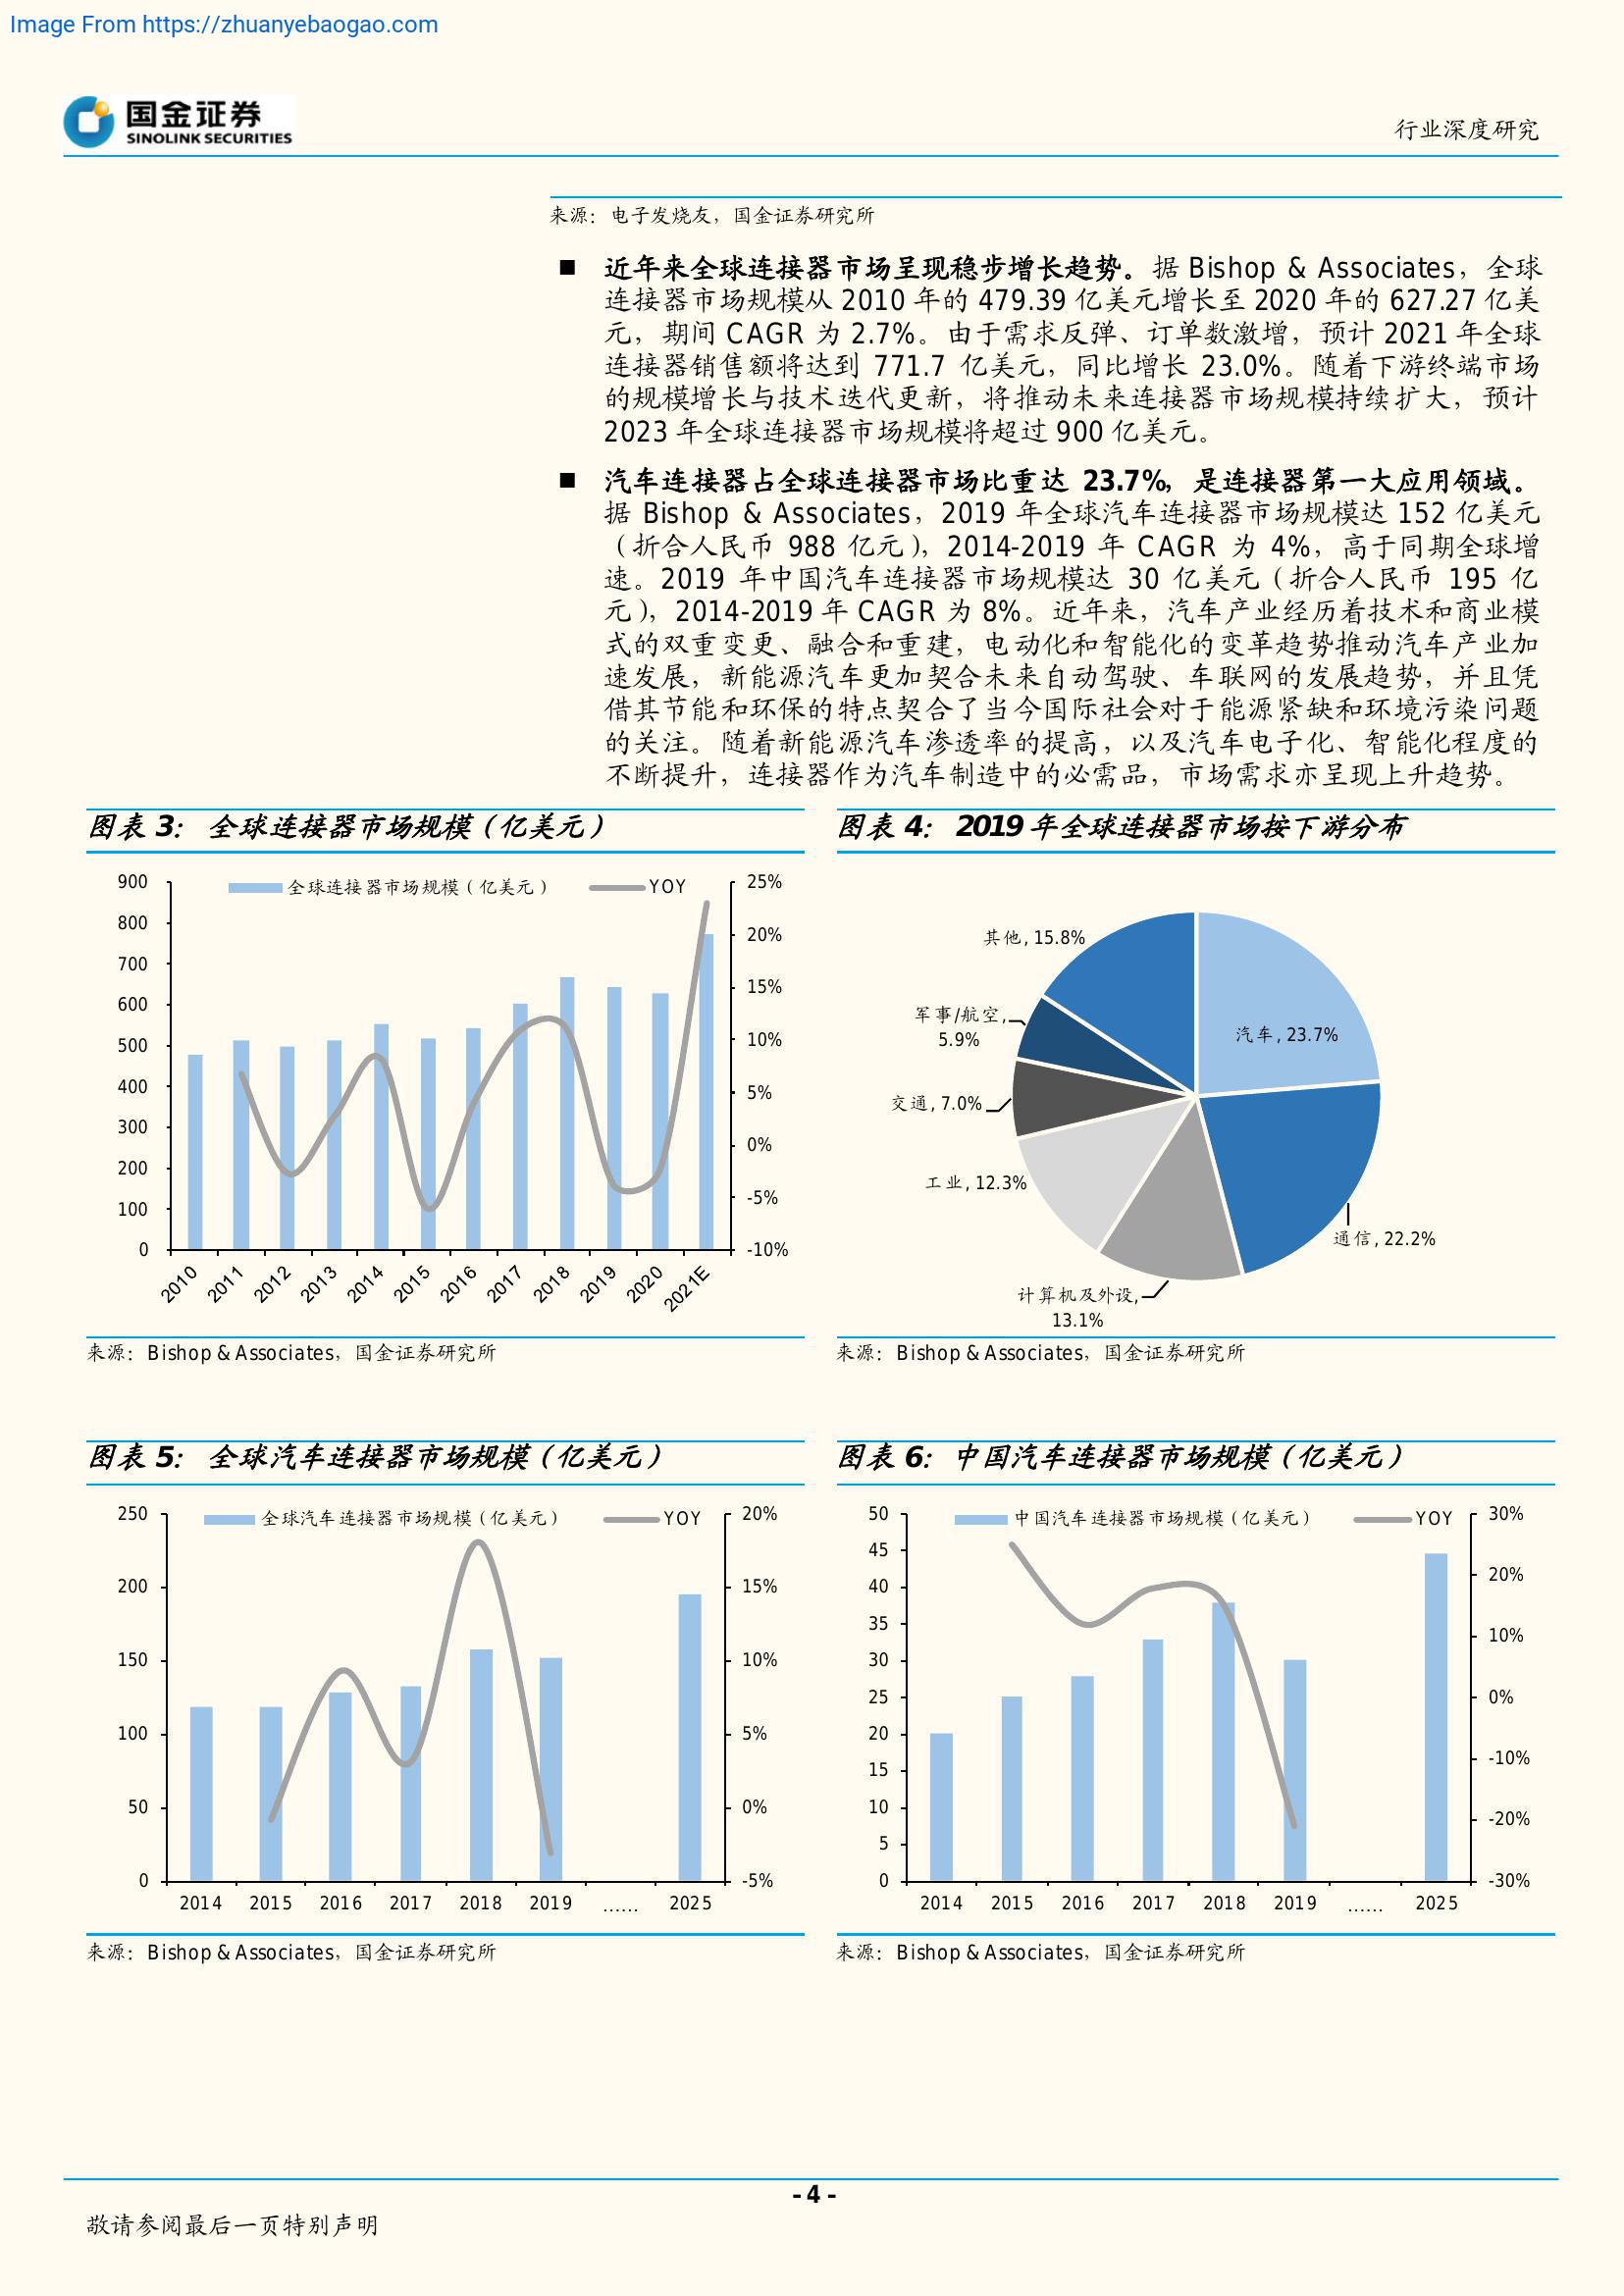 Image From https://zhuanyebaogao.com
国金证券
SINOLINK SECURITIES
行业深度研究
来源：电子发烧友，国金证券研究所
■ 近年来全球连接器市场呈现稳步增长趋势。据 Bishop & Associates，全球
连接器市场规模从 2010 年的 479.39 亿美元增长至 2020 年的 627.27 亿美
元，期间 CAGR 为 2.7%。由于需求反弹、订单数激增，预计 2021 年全球
连接器销售额将达到 771.7 亿美元，同比增长 23.0%。随着下游终端市场
的规模增长与技术迭代更新，将推动未来连接器市场规模持续扩大，预计
2023 年全球连接器市场规模将超过 900 亿美元。
■ 汽车连接器占全球连接器市场比重达 23.7%，是连接器第一大应用领域。
据 Bishop & Associates，2019 年全球汽车连接器市场规模达 152 亿美元
（折合人民币 988 亿元），2014-2019 年 CAGR 为 4%，高于同期全球增
速。2019 年中国汽车连接器市场规模达 30 亿美元（折合人民币 195 亿
元），2014-2019 年 CAGR 为 8%。近年来，汽车产业经历着技术和商业模
式的双重变更、融合和重建，电动化和智能化的变革趋势推动汽车产业加
速发展，新能源汽车更加契合未来自动驾驶、车联网的发展趋势，并且凭
借其节能和环保的特点契合了当今国际社会对于能源紧缺和环境污染问题
的关注。随着新能源汽车渗透率的提高，以及汽车电子化、智能化程度的
不断提升，连接器作为汽车制造中的必需品，市场需求亦呈现上升趋势。
图表 3： 全球连接器市场规模（亿美元）
全球连接器市场规模（亿美元） YOY
900
800
700
600
500
400
300
200
100
0
25%
20%
15%
10%
5%
0%
-5%
-10%
2010 2011 2012 2013 2014 2015 2016 2017 2018 2019 2020 2021E
来源：Bishop & Associates，国金证券研究所
图表 4： 2019 年全球连接器市场按下游分布
汽车, 23.7%
通信, 22.2%
计算机及外设,
13.1%
工业, 12.3%
交通, 7.0%
军事/航空,
5.9%
其他, 15.8%
来源：Bishop & Associates，国金证券研究所
图表 5： 全球汽车连接器市场规模（亿美元）
全球汽车连接器市场规模（亿美元） YOY
250
200
150
100
50
0
20%
15%
10%
5%
0%
-5%
2014 2015 2016 2017 2018 2019 …… 2025
来源：Bishop & Associates，国金证券研究所
图表 6： 中国汽车连接器市场规模（亿美元）
中国汽车连接器市场规模（亿美元） YOY
50
45
40
35
30
25
20
15
10
5
0
30%
20%
10%
0%
-10%
-20%
-30%
2014 2015 2016 2017 2018 2019 …… 2025
来源：Bishop & Associates，国金证券研究所
- 4 -
敬请参阅最后一页特别声明